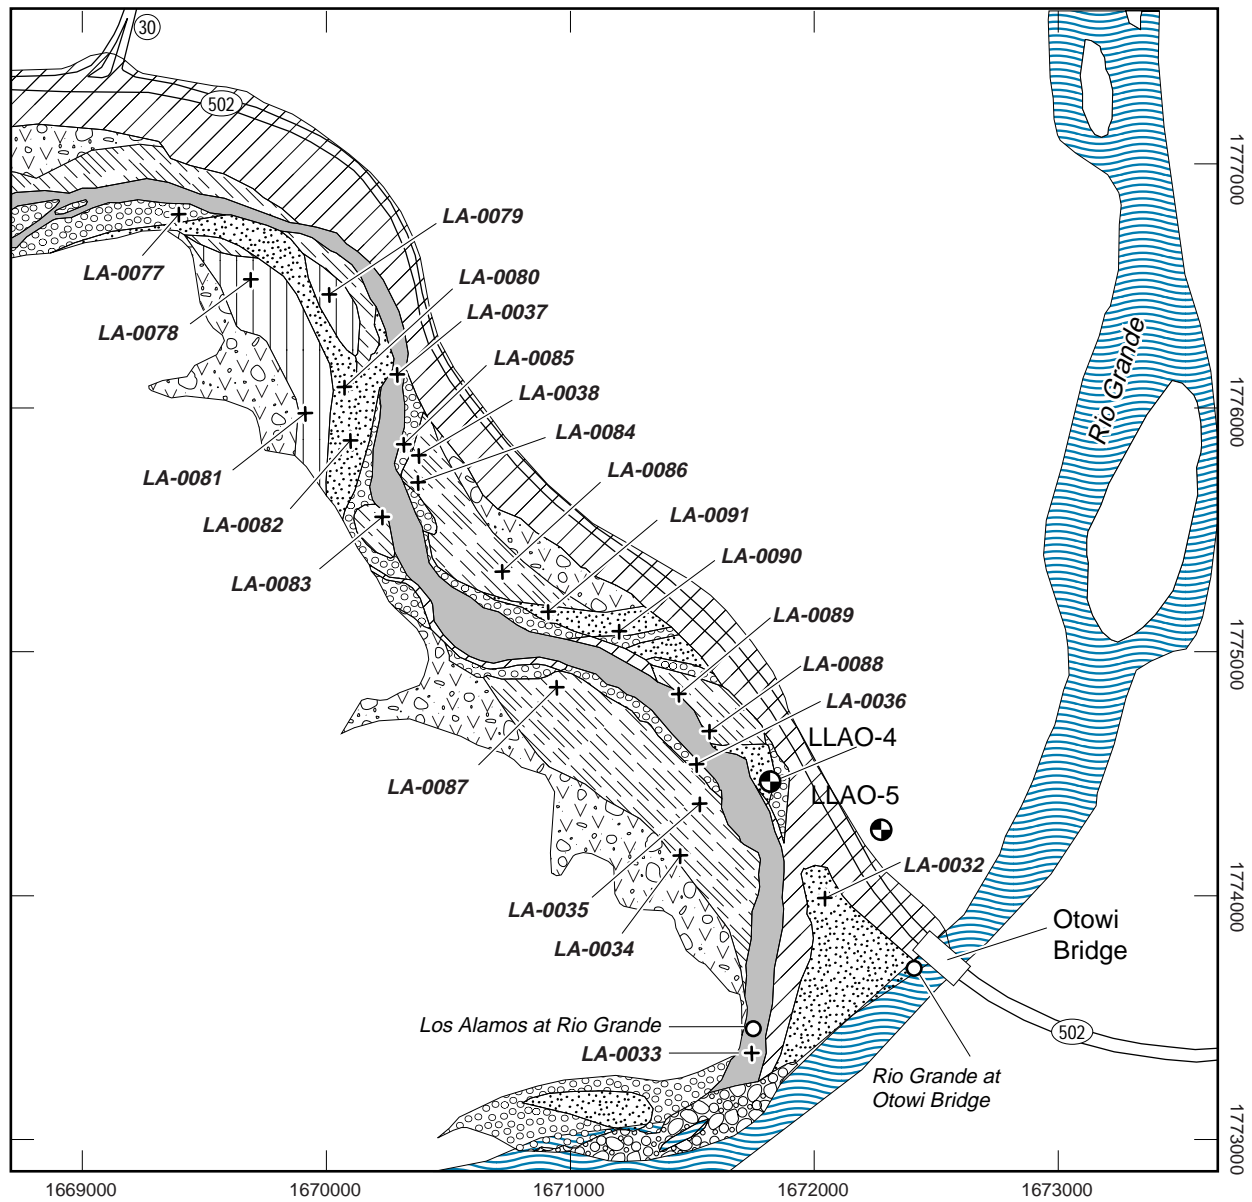 30
502
1777000
LA-0079
LA-0077
LA-0080
LA-0037
LA-0078
LA-0085
LA-0038
Rio Grande
1776000
LA-0084
LA-0086
LA-0081
LA-0091
LA-0082
LA-0090
LA-0083
LA-0089
1775000
LA-0088
LA-0036
LLAO-4
LA-0087
LLAO-5
LA-0032
1774000
LA-0035
LA-0034
Otowi
Bridge
Los Alamos at Rio Grande
502
LA-0033
Rio Grande at
Otowi Bridge
1773000
1669000
1670000
1671000
1672000
1673000